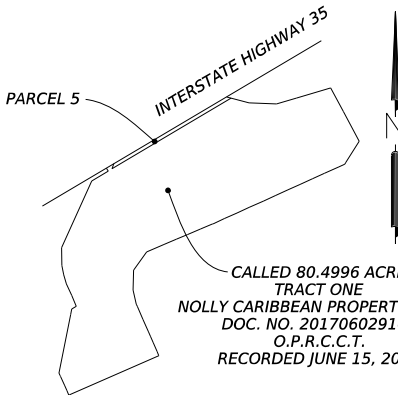 INTERSTATE HIGHWAY 35
PARCEL 5
N
CALLED 80.4996 ACRE
TRACT ONE
NOLLY CARIBBEAN PROPERT
DOC. NO. 2017060291
O.P.R.C.C.T.
RECORDED JUNE 15, 20